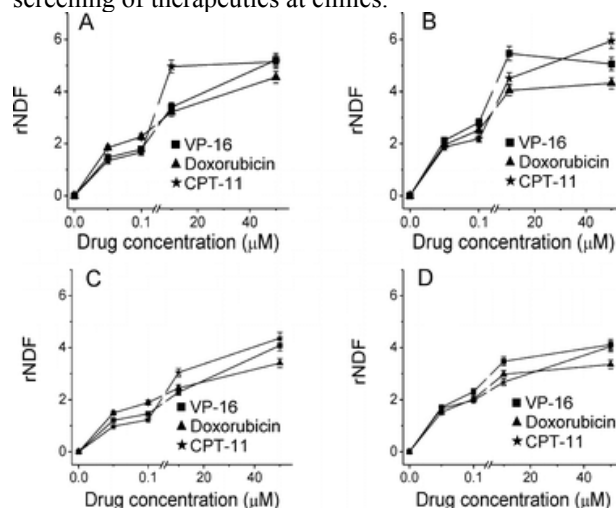 screening of therapeutics at clinics.
A
B
6
4
2
0
rNDF
VP-16
Doxorubicin
CPT-11
0.0 0.1 20 40
Drug concentration (μM)
6
4
2
0
rNDF
VP-16
Doxorubicin
CPT-11
0.0 0.1 20 40
Drug concentration (μM)
C
D
6
4
2
0
rNDF
VP-16
Doxorubicin
CPT-11
0.0 0.1 20 40
Drug concentration (μM)
6
4
2
0
rNDF
VP-16
Doxorubicin
CPT-11
0.0 0.1 20 40
Drug concentration (μM)